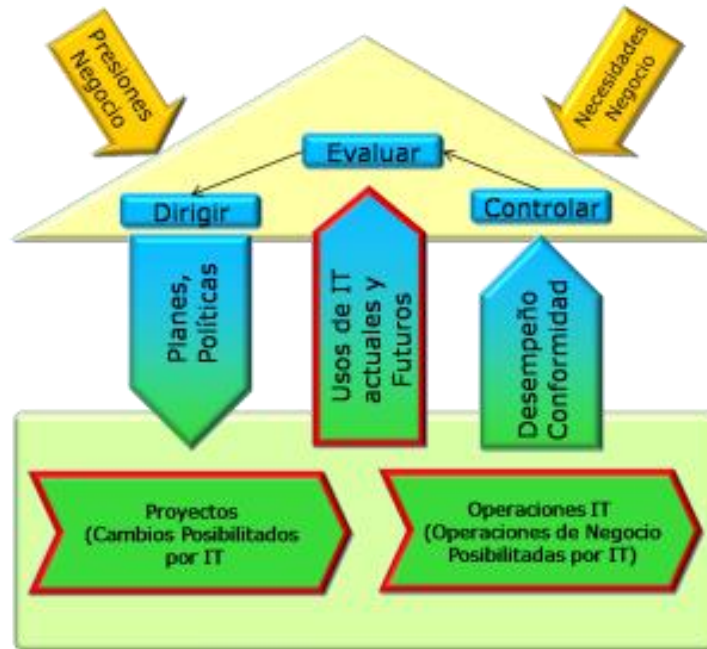 Presiones
Negocio
Necesidades
Negocio
Evaluar
Dirigir
Controlar
Planes,
Políticas
Usos de IT
actuales y
Futuros
Desempeño
Conformidad
Proyectos
(Cambios Posibilitados
por IT
Operaciones IT
(Operaciones de Negocio
Posibilitadas por IT)